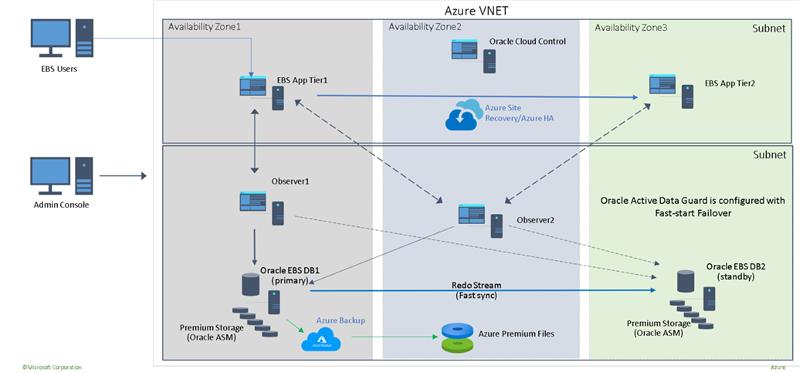 Azure VNET
Availability Zone1
Availability Zone2
Availability Zone3
Subnet
Oracle Cloud Control
EBS Users
EBS App Tier1
EBS App Tier2
Azure Site
Recovery/Azure HA
Subnet
Admin Console
Observer1
Observer2
Oracle Active Data Guard is configured with
Fast-start Failover
Oracle EBS DB1
(primary)
Redo Stream
(Fast sync)
Oracle EBS DB2
(standby)
Premium Storage
(Oracle ASM)
Azure Backup
Azure Premium Files
Premium Storage
(Oracle ASM)
©Microsoft Corporation
Azure